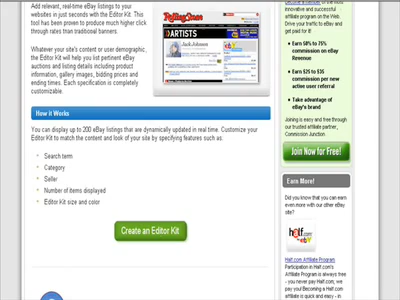 Add relevant, real-time eBay listings to your
websites in just seconds with the Editor Kit. This
tool has been proven to produce much higher click
through rates than traditional banners.
Whatever your site's content or user demographic,
the Editor Kit will help you list pertinent eBay
auctions and listing details including product
information, gallery images, bidding prices and
ending times. Each specification is completely
customizable.
RollingStone
ARTISTS
Jack Johnson
How it Works
You can display up to 200 eBay listings that are dynamically updated in real time. Customize your
Editor Kit to match the content and look of your site by specifying features such as:
Search term
Category
Seller
Number of items displayed
Editor Kit size and color
Create an Editor Kit
innovative and successful
affiliate program on the Web.
Drive your traffic to eBay and
get paid for it!
Earn 50% to 75%
commission on eBay
Revenue
Earn $25 to $35
commission per new
active user referral
Take advantage of
eBay's brand
Joining is easy and free through
our trusted affiliate partner,
Commission Junction.
Join Now for Free!
Earn More!
Did you know that you can earn
even more with our other eBay
site?
Half.com
by eBY
Half.com Affiliate Program
Participation in Half.com's
Affiliate Program is always free
- you never pay Half.com, we
pay you! Becoming a Half.com
affiliate is quick and easy - in